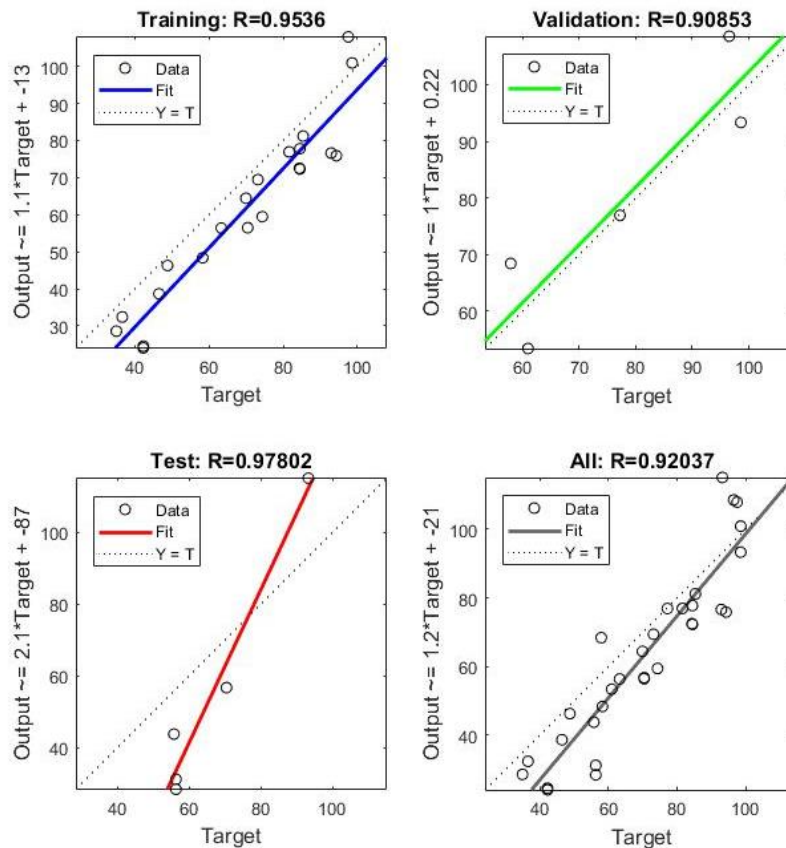 Training: R=0.9536
Output ~= 1.1*Target + -13
100
90
80
70
60
50
40
30
Data
Fit
Y = T
40
60
80
100
Target
Validation: R=0.90853
Output ~= 1*Target + 0.22
100
90
80
70
60
Data
Fit
Y = T
60
70
80
90
100
Target
Test: R=0.97802
Output ~= 2.1*Target + -87
100
80
60
40
Data
Fit
Y = T
40
60
80
100
Target
All: R=0.92037
Output ~= 1.2*Target + -21
100
80
60
40
Data
Fit
Y = T
40
60
80
100
Target